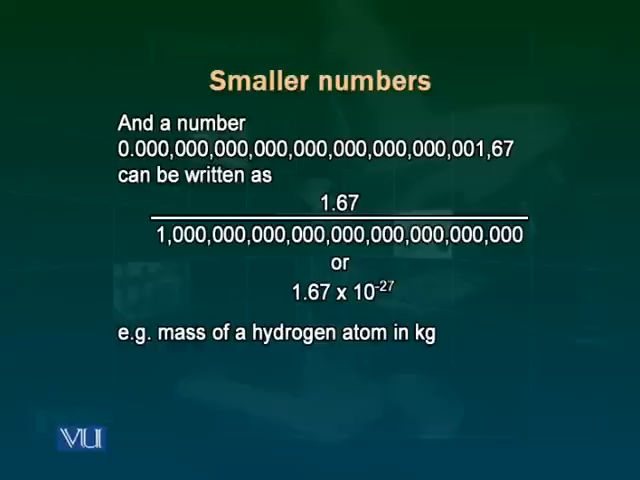 Smaller numbers
And a number
0.000,000,000,000,000,000,000,000,001,67
can be written as
1.67
1,000,000,000,000,000,000,000,000,000
or
1.67 x 10⁻²⁷
e.g. mass of a hydrogen atom in kg
VU